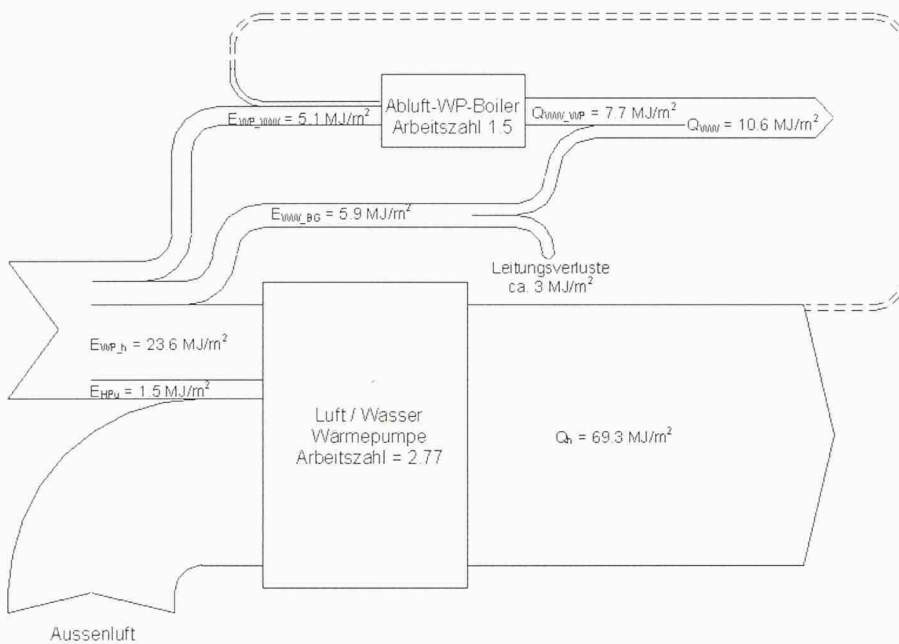 Abluft-WP-Boiler
Arbeitszahl 1.5
E_WP_WW = 5.1 MJ/m²
Q_WW_WP = 7.7 MJ/m²
Q_WW = 10.6 MJ/m²
E_WW_BG = 5.9 MJ/m²
Leitungsverluste
ca. 3 MJ/m²
E_WP_h = 23.6 MJ/m²
E_HPu = 1.5 MJ/m²
Luft / Wasser
Wärmepumpe
Arbeitszahl = 2.77
Q_h = 69.3 MJ/m²
Aussenluft